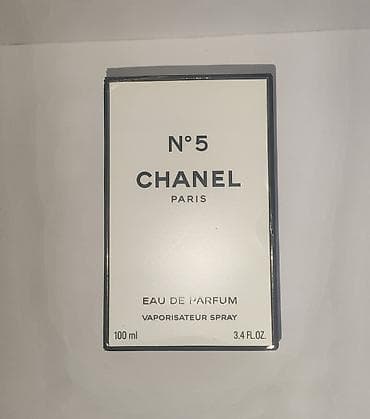 N°5
CHANEL
PARIS
EAU DE PARFUM
VAPORISATEUR SPRAY
100 ml 3.4 FL.OZ.